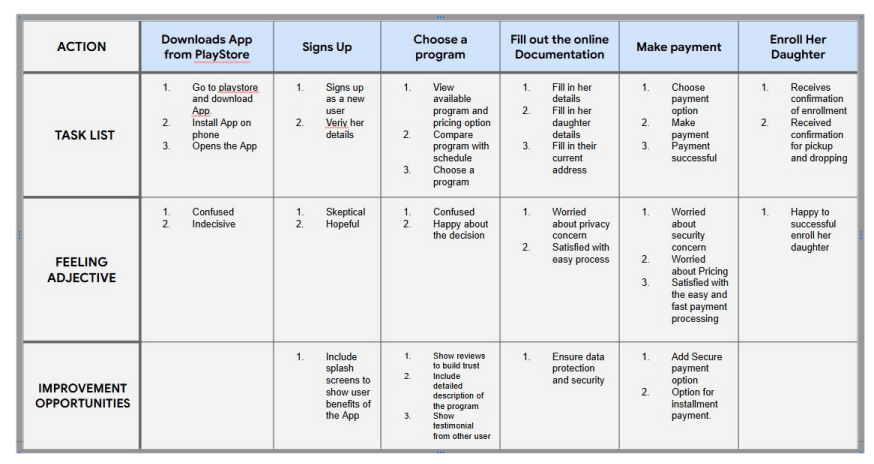 ACTION
Downloads App
from PlayStore
Signs Up
Choose a
program
Fill out the online
Documentation
Make payment
Enroll Her
Daughter
TASK LIST
1. Go to playstore
and download
App.
2. Install App on
phone
3. Opens the App
1. Signs up
as a new
user
2. Veriy her
details
1. View
available
program and
pricing option
2. Compare
program with
schedule
3. Choose a
program
1. Fill in her
details
2. Fill in her
daughter
details
3. Fill in their
current
address
1. Choose
payment
option
2. Make
payment
3. Payment
successful
1. Receives
confirmation
of enrollment
2. Received
confirmation
for pickup
and dropping
FEELING
ADJECTIVE
1. Confused
2. Indecisive
1. Skeptical
2. Hopeful
1. Confused
2. Happy about
the decision
1. Worried
about privacy
concern
2. Satisfied with
easy process
1. Worried
about
security
concern
2. Worried
about Pricing
3. Satisfied with
the easy and
fast payment
processing
1. Happy to
successful
enroll her
daughter
IMPROVEMENT
OPPORTUNITIES
1. Include
splash
screens to
show user
benefits of
the App
1. Show reviews
to build trust
2. Include
detailed
description of
the program
3. Show
testimonial
from other user
1. Ensure data
protection
and security
1. Add Secure
payment
option
2. Option for
installment
payment.